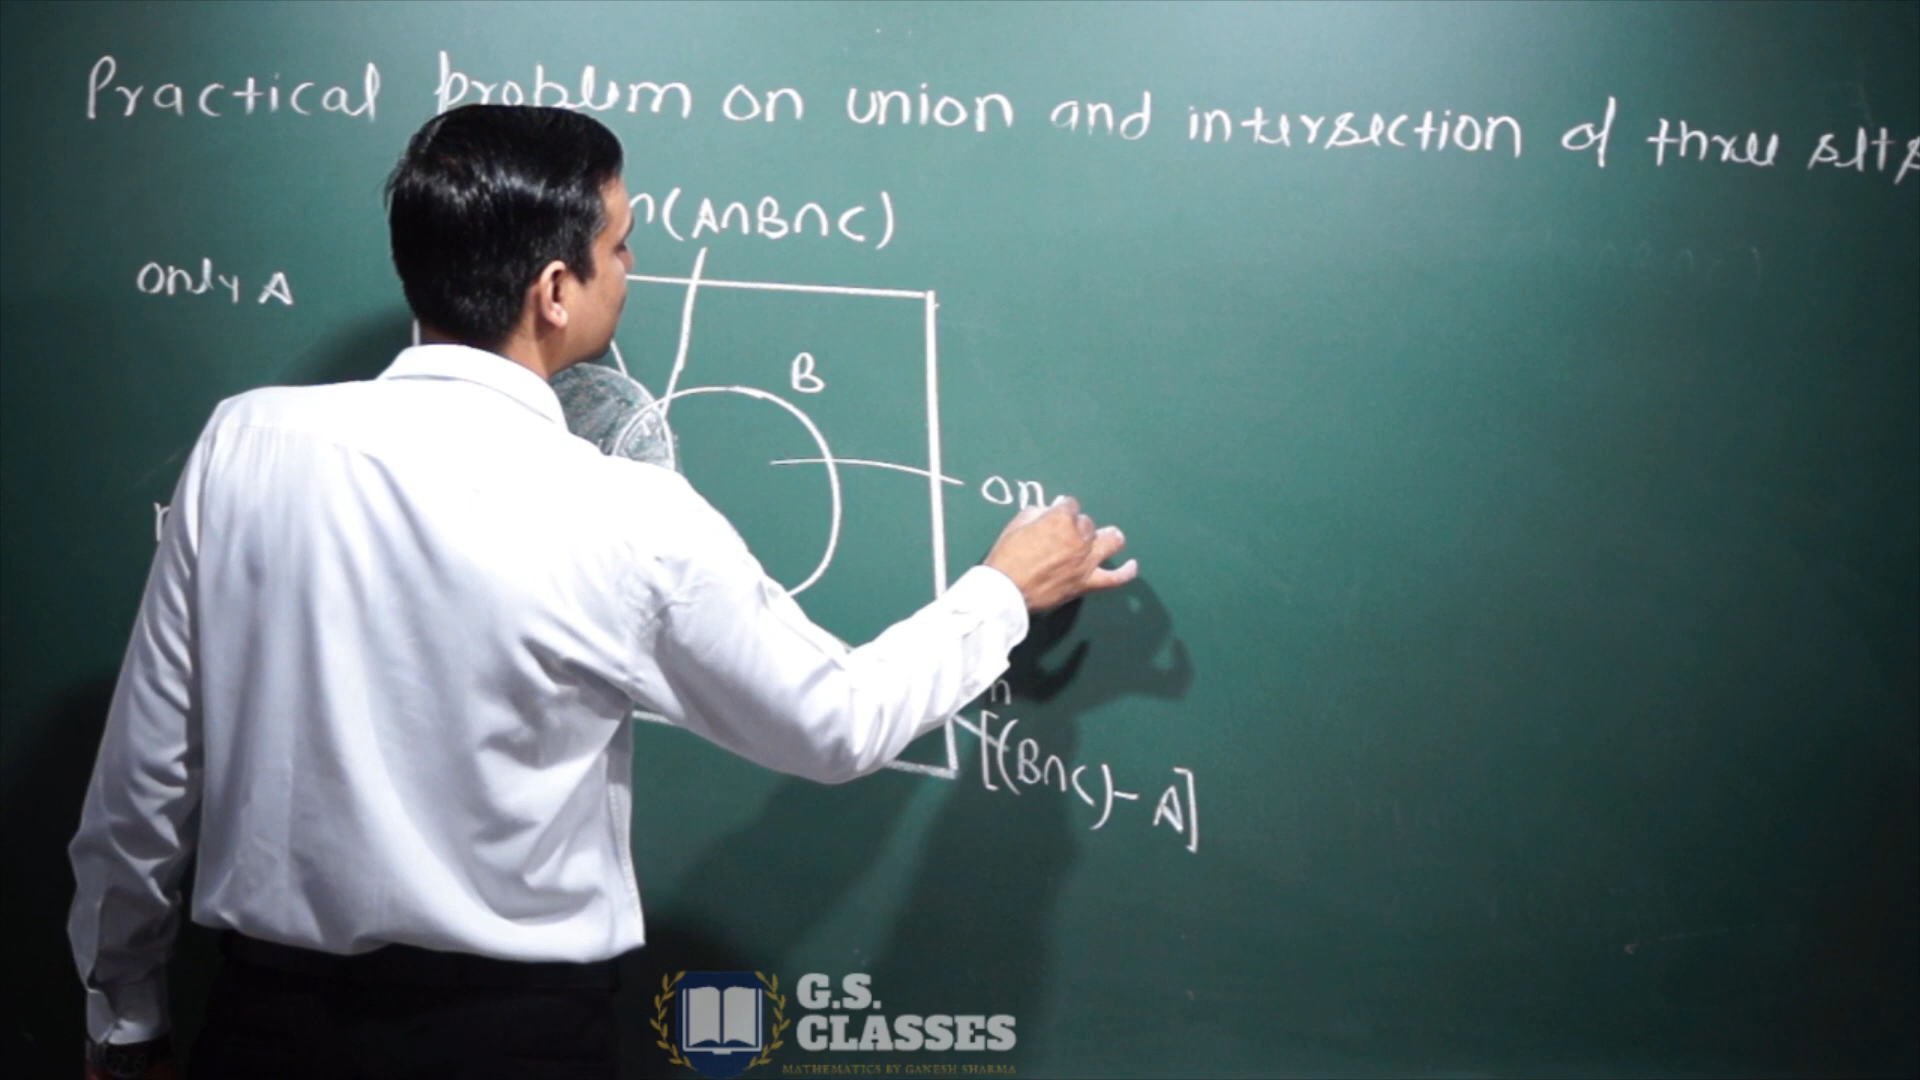 Practical problem on union and intersection of three sets
n(A∩B∩C)
only A
B
on
n
[(B∩C)-A]
G.S.
CLASSES
MATHEMATICS BY GANESH SHARMA